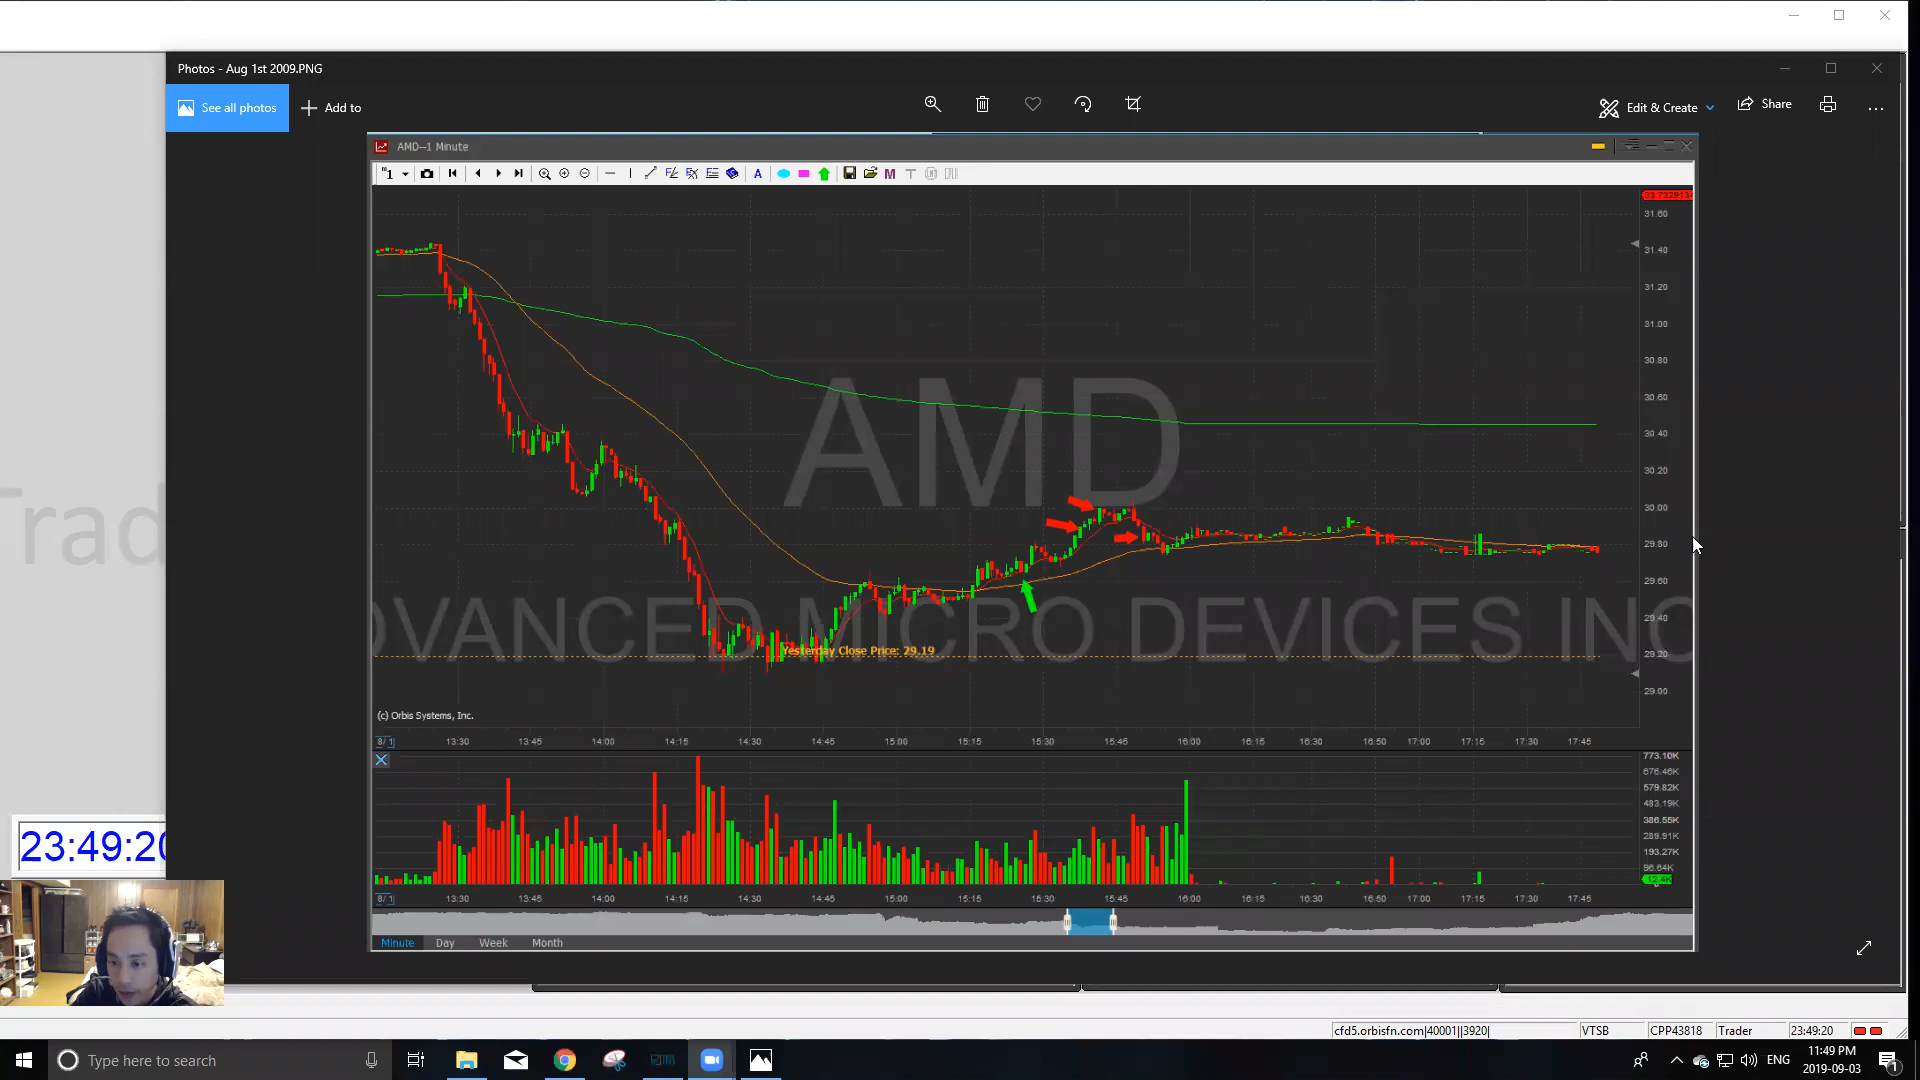 Photos - Aug 1st 2009.PNG
See all photos
Add to
Edit & Create
Share
AMD--1 Minute
1
A
M
T
31.60
31.40
31.20
31.00
30.80
30.60
30.40
30.20
30.00
29.80
29.60
29.40
29.20
29.00
AMD
DVANCED MICRO DEVICES INC
Yesterday Close Price: 29.19
(c) Orbis Systems, Inc.
8/ 1 13:30 13:45 14:00 14:15 14:30 14:45 15:00 15:15 15:30 15:45 16:00 16:15 16:30 16:50 17:00 17:15 17:30 17:45
773.10K
676.46K
579.82K
483.19K
386.55K
289.91K
193.27K
96.64K
12.4K
8/ 1 13:30 13:45 14:00 14:15 14:30 14:45 15:00 15:15 15:30 15:45 16:00 16:15 16:30 16:50 17:00 17:15 17:30 17:45
Minute Day Week Month
Trad
23:49:20
cfd5.orbisfn.com|40001||3920| VTSB CPP43818 Trader 23:49:20
Type here to search
ENG
11:49 PM
2019-09-03
1